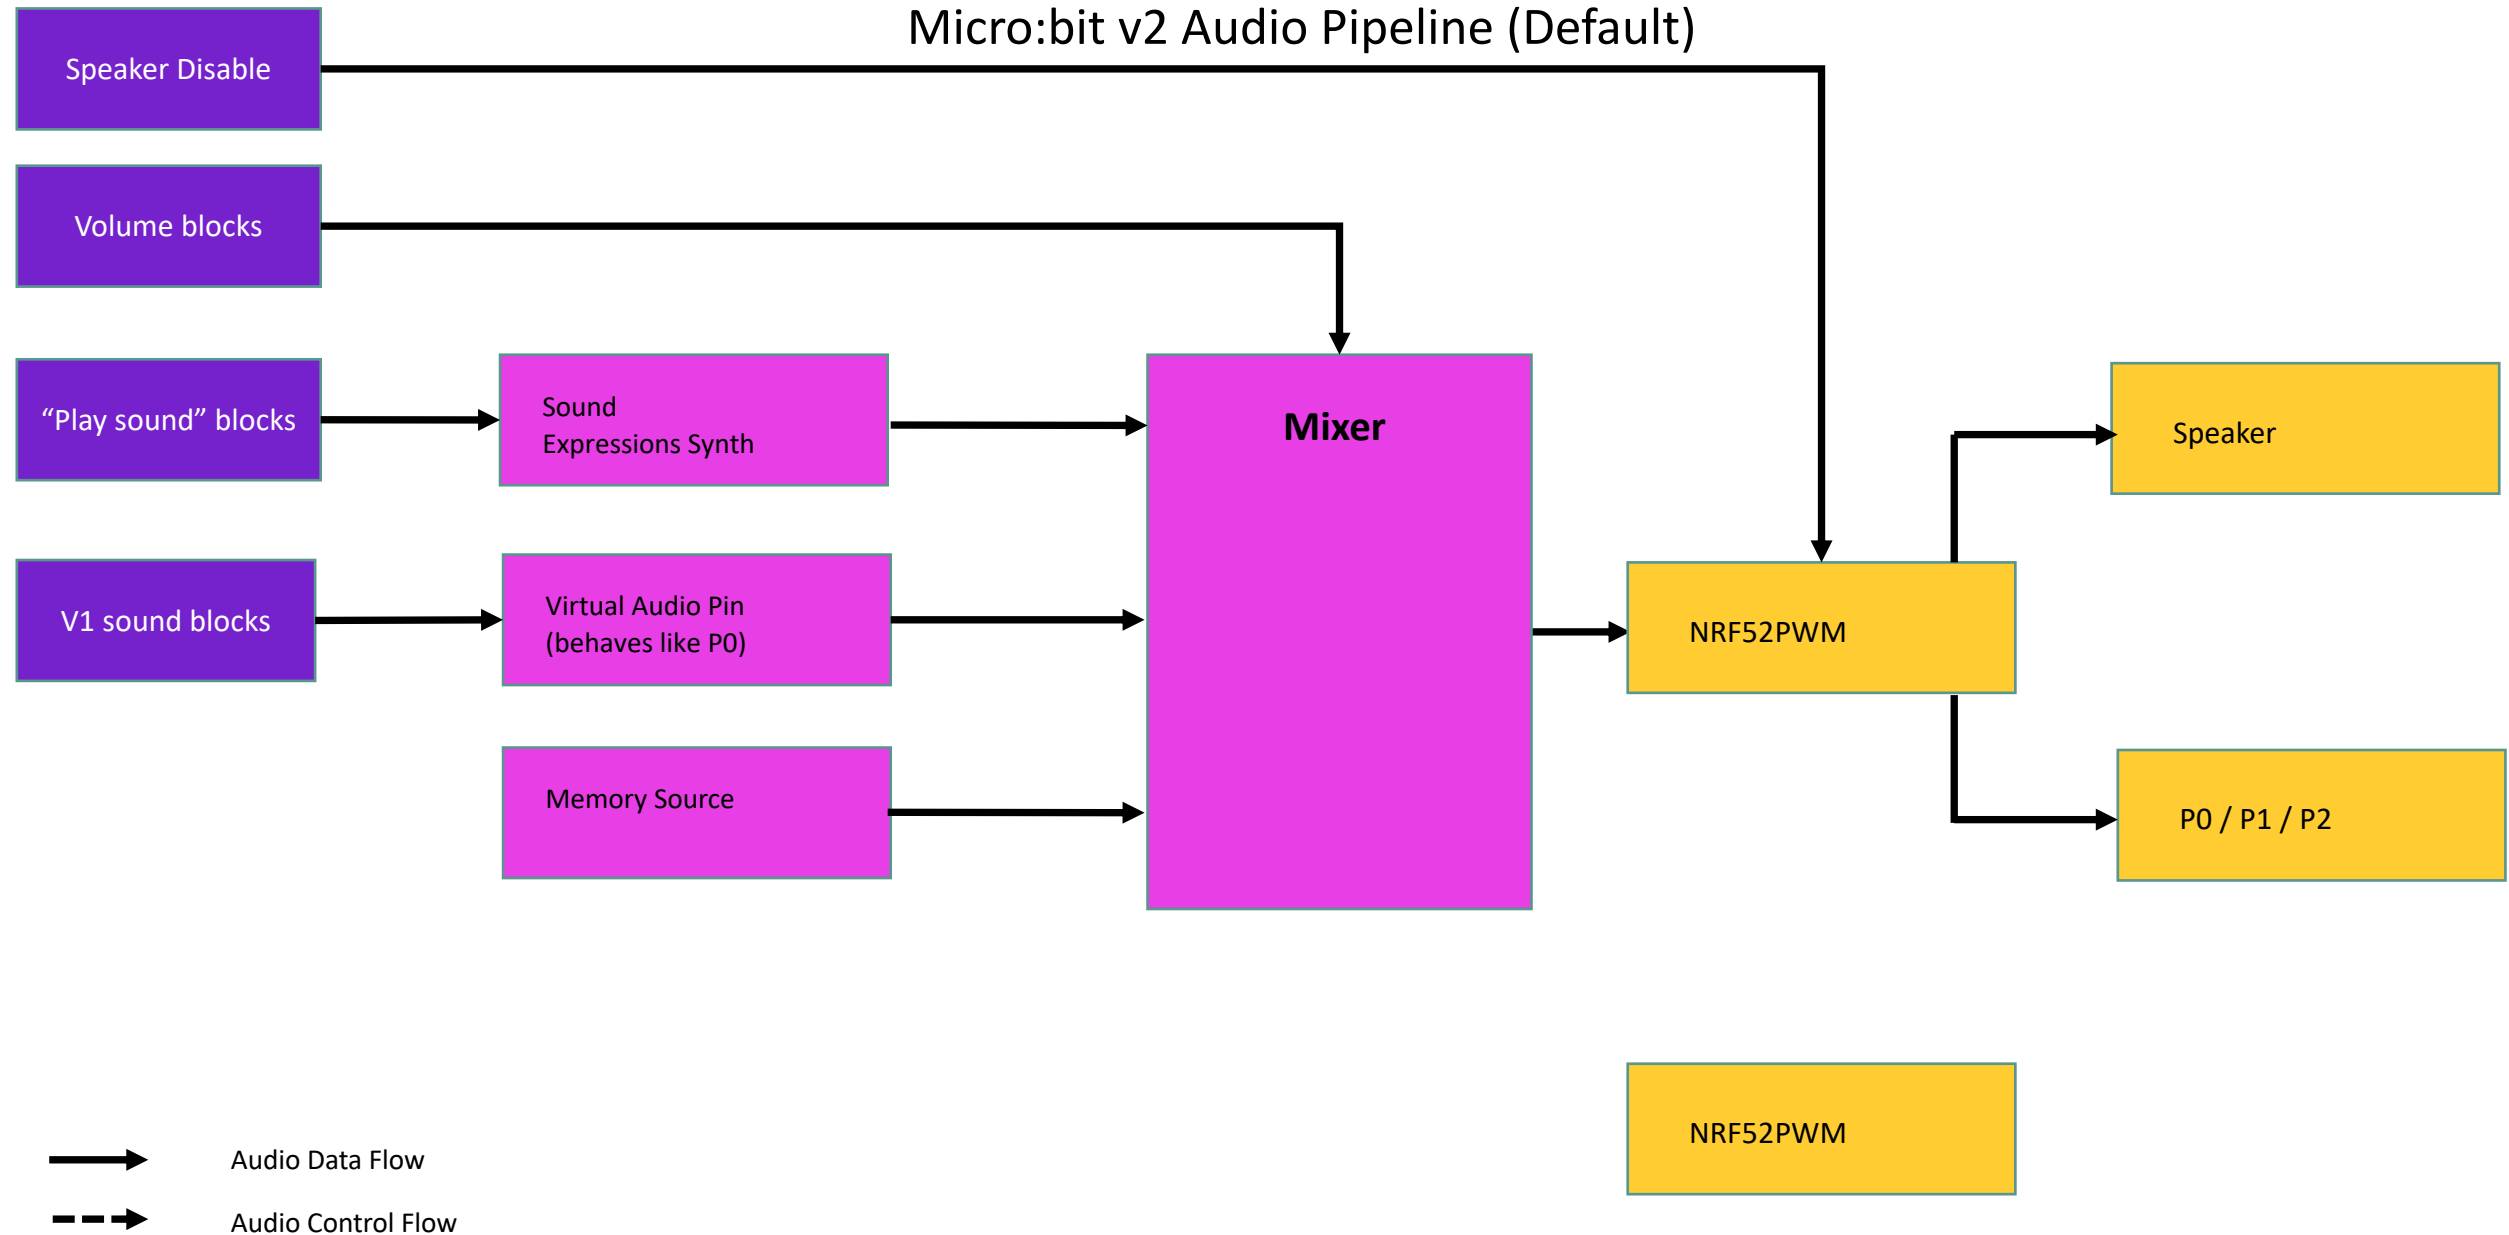 Micro:bit v2 Audio Pipeline (Default)
Speaker Disable
Volume blocks
“Play sound” blocks
Sound
Expressions Synth
Mixer
Speaker
V1 sound blocks
Virtual Audio Pin
(behaves like P0)
NRF52PWM
Memory Source
P0 / P1 / P2
NRF52PWM
Audio Data Flow
Audio Control Flow